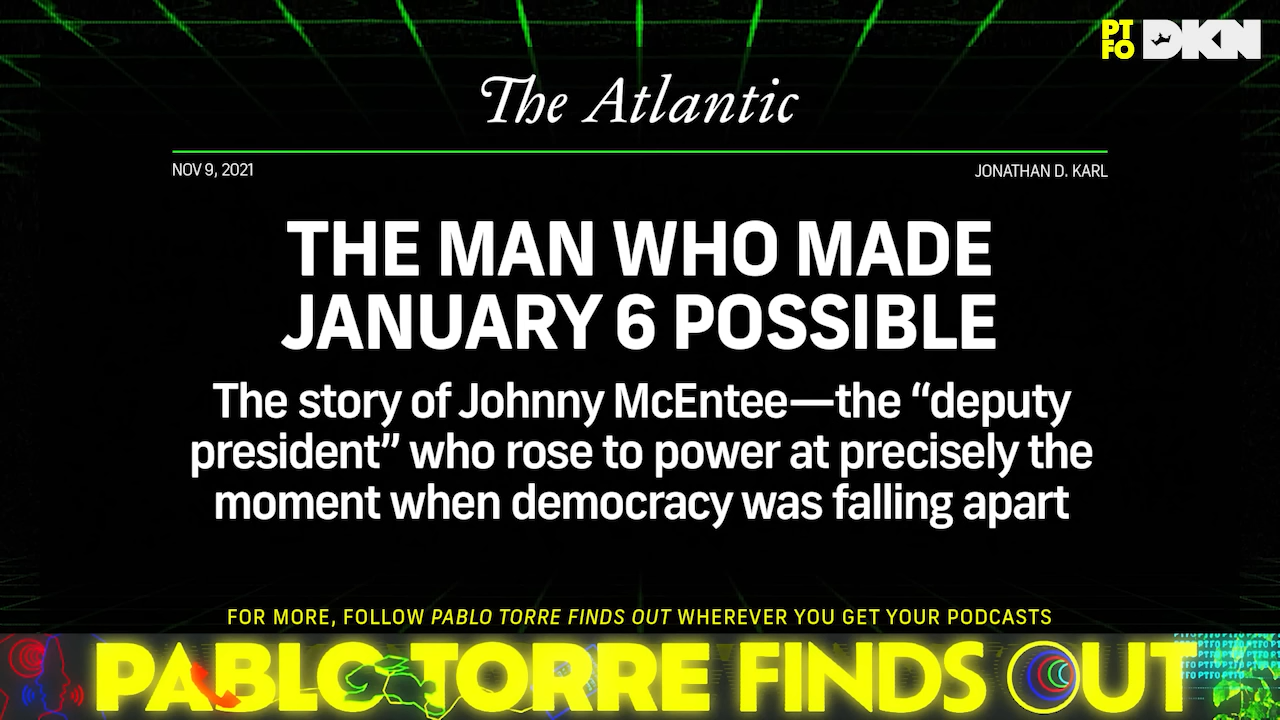 PT
FO DKN
The Atlantic
NOV 9, 2021
JONATHAN D. KARL
THE MAN WHO MADE
JANUARY 6 POSSIBLE
The story of Johnny McEntee—the “deputy
president” who rose to power at precisely the
moment when democracy was falling apart
FOR MORE, FOLLOW PABLO TORRE FINDS OUT WHEREVER YOU GET YOUR PODCASTS
PABLO TORRE FINDS OUT